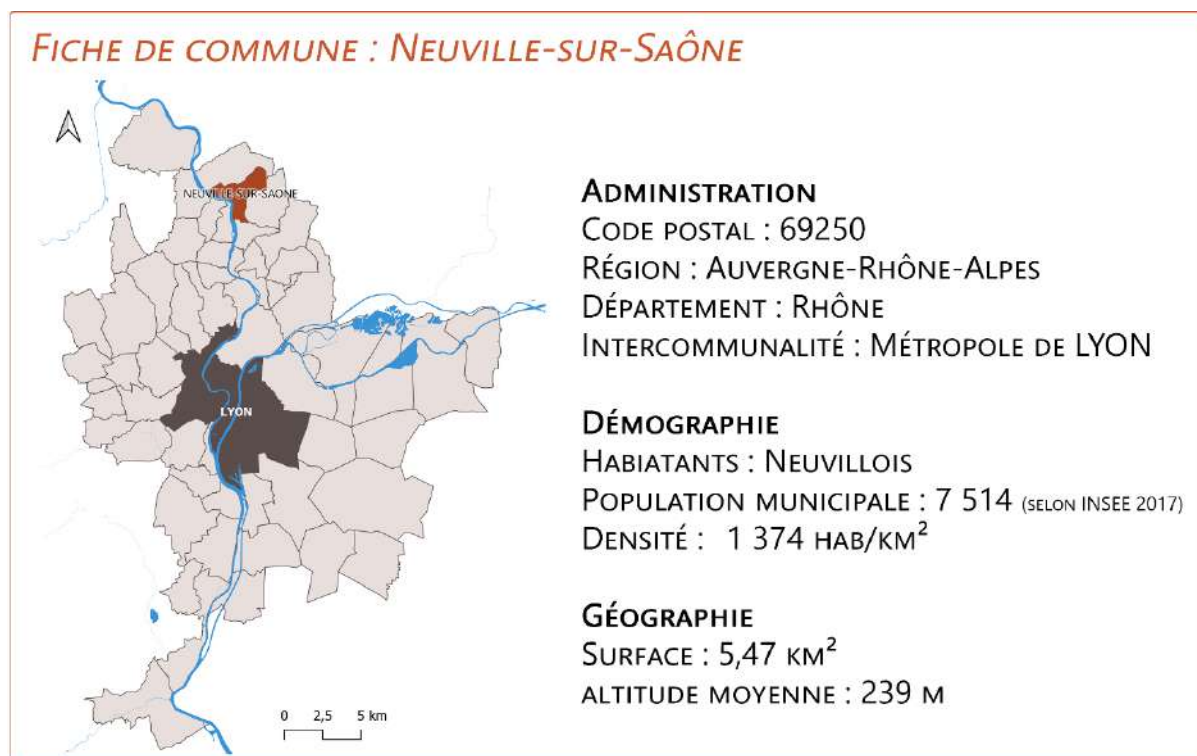 Fiche de commune : Neuville-sur-Saône
NEUVILLE-SUR-SAONE
LYON
0 2,5 5 km
Administration
Code postal : 69250
Région : Auvergne-Rhône-Alpes
Département : Rhône
Intercommunalité : Métropole de LYON
Démographie
Habiatants : Neuvillois
Population municipale : 7 514 (selon INSEE 2017)
Densité : 1 374 hab/km²
Géographie
Surface : 5,47 km²
altitude moyenne : 239 m